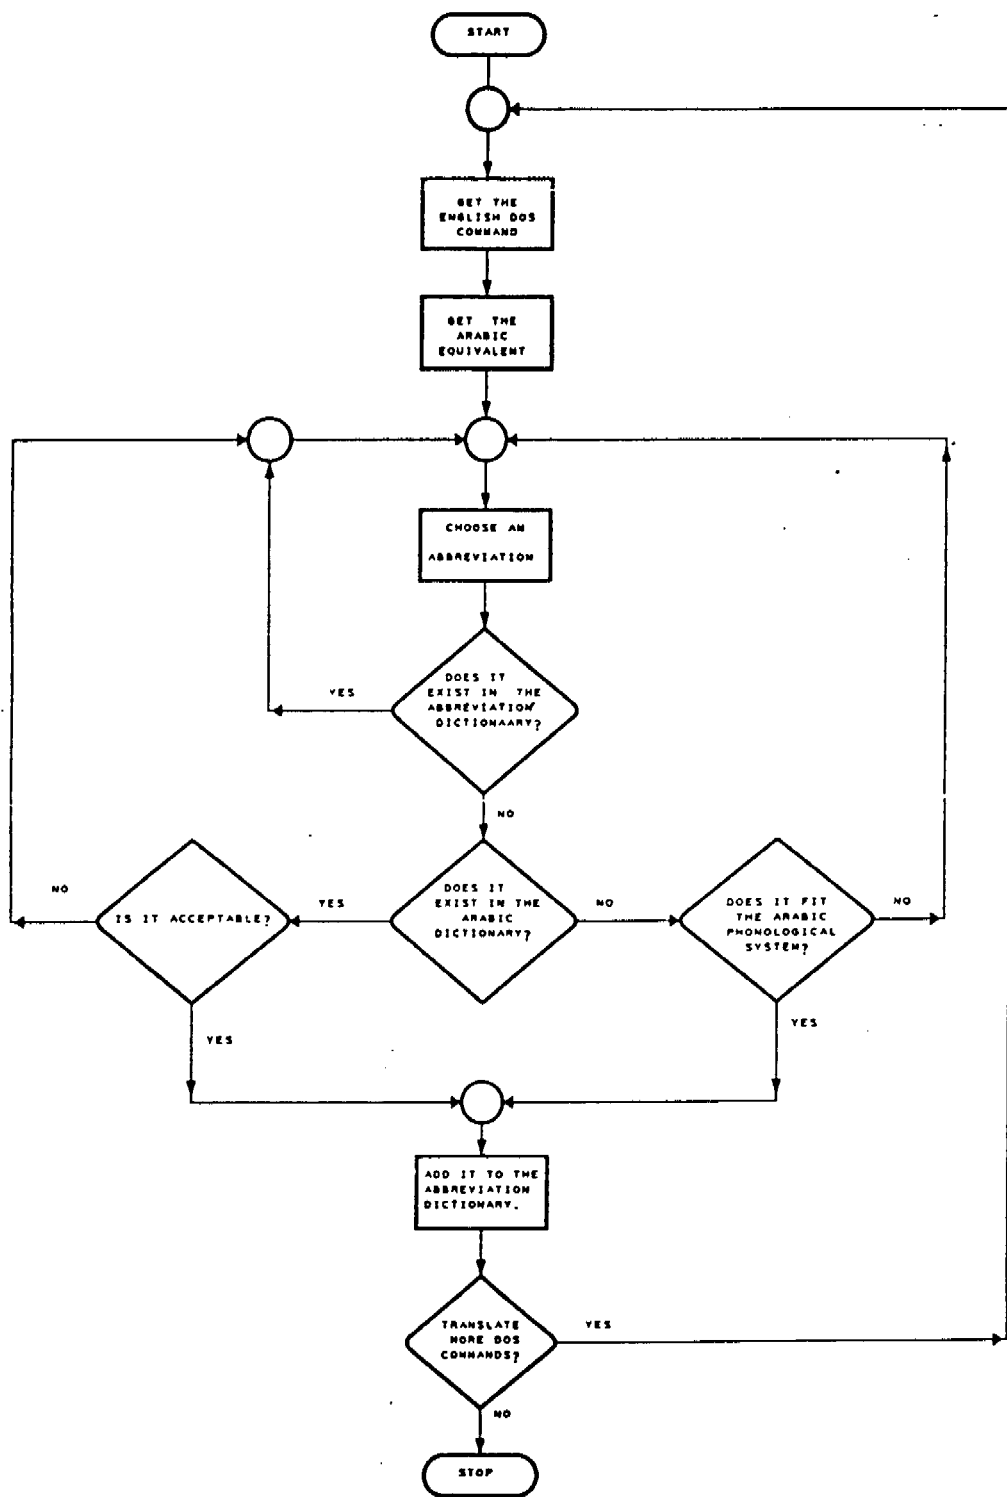 START
GET THE
ENGLISH DOS
COMMAND
GET THE
ARABIC
EQUIVALENT
CHOOSE AN
ABBREVIATION
DOES IT
EXIST IN THE
ABBREVIATION
DICTIONAARY?
YES
NO
DOES IT
EXIST IN THE
ARABIC
DICTIONARY?
YES
NO
IS IT ACCEPTABLE?
NO
YES
DOES IT FIT
THE ARABIC
PHONOLOGICAL
SYSTEM?
NO
YES
ADD IT TO THE
ABBREVIATION
DICTIONARY.
TRANSLATE
MORE DOS
COMMANDS?
YES
NO
STOP